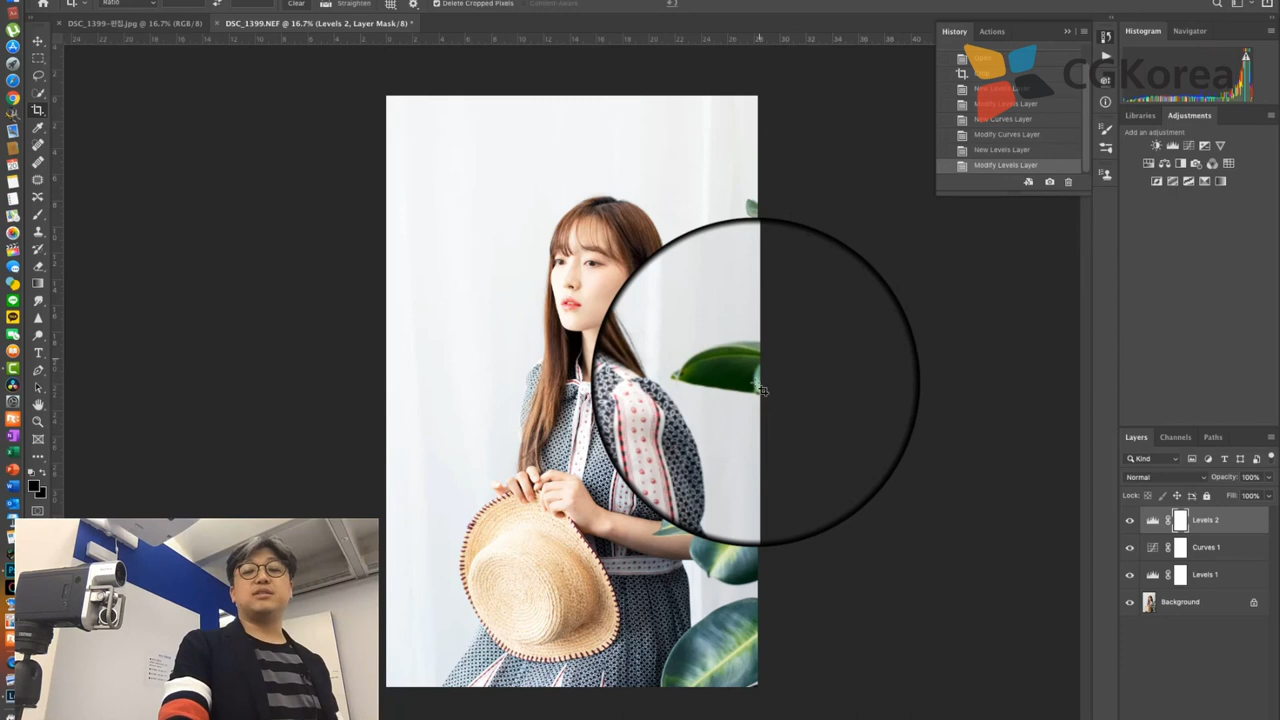 Ratio
Clear
Straighten
Delete Cropped Pixels
Content-Aware
DSC_1399-편집.jpg @ 16.7% (RGB/8)
DSC_1399.NEF @ 16.7% (Levels 2, Layer Mask/8) *
History
Actions
Open
Crop
New Levels Layer
Modify Levels Layer
New Curves Layer
Modify Curves Layer
New Levels Layer
Modify Levels Layer
CGKorea
Histogram
Navigator
Libraries
Adjustments
Add an adjustment
Layers
Channels
Paths
Kind
Normal
Opacity: 100%
Lock:
Fill: 100%
Levels 2
Curves 1
Levels 1
Background